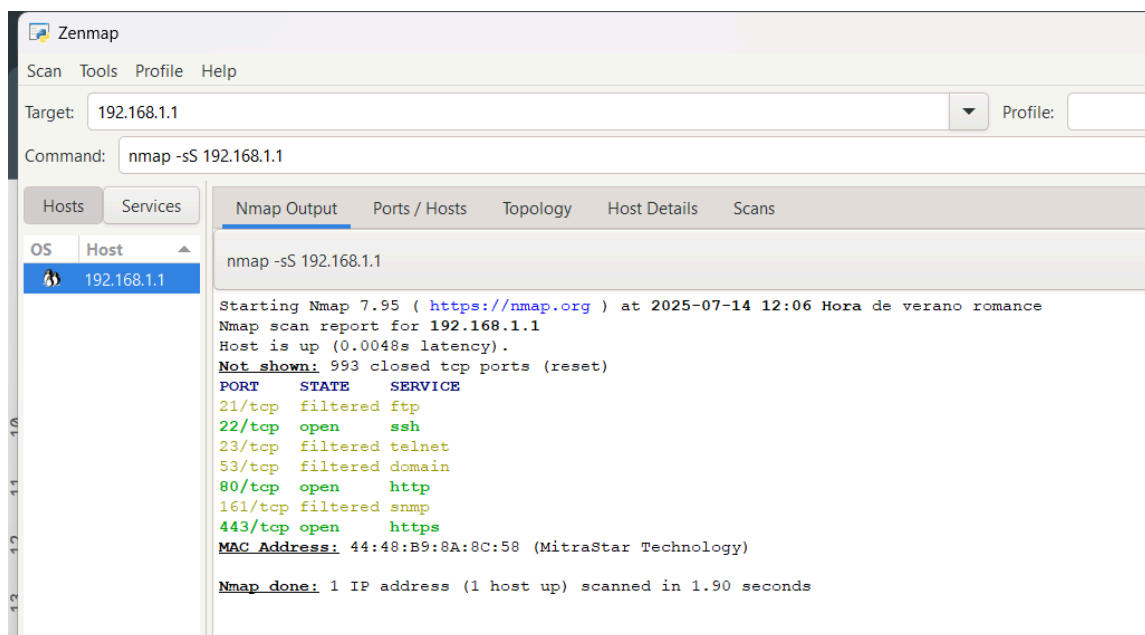 Zenmap
Scan Tools Profile Help
Target: 192.168.1.1 Profile:
Command: nmap -sS 192.168.1.1
Hosts Services
Nmap Output Ports / Hosts Topology Host Details Scans
OS Host
192.168.1.1
nmap -sS 192.168.1.1
Starting Nmap 7.95 ( https://nmap.org ) at 2025-07-14 12:06 Hora de verano romance
Nmap scan report for 192.168.1.1
Host is up (0.0048s latency).
Not shown: 993 closed tcp ports (reset)
PORT STATE SERVICE
21/tcp filtered ftp
22/tcp open ssh
23/tcp filtered telnet
53/tcp filtered domain
80/tcp open http
161/tcp filtered snmp
443/tcp open https
MAC Address: 44:48:B9:8A:8C:58 (MitraStar Technology)
Nmap done: 1 IP address (1 host up) scanned in 1.90 seconds
10
11
12
13